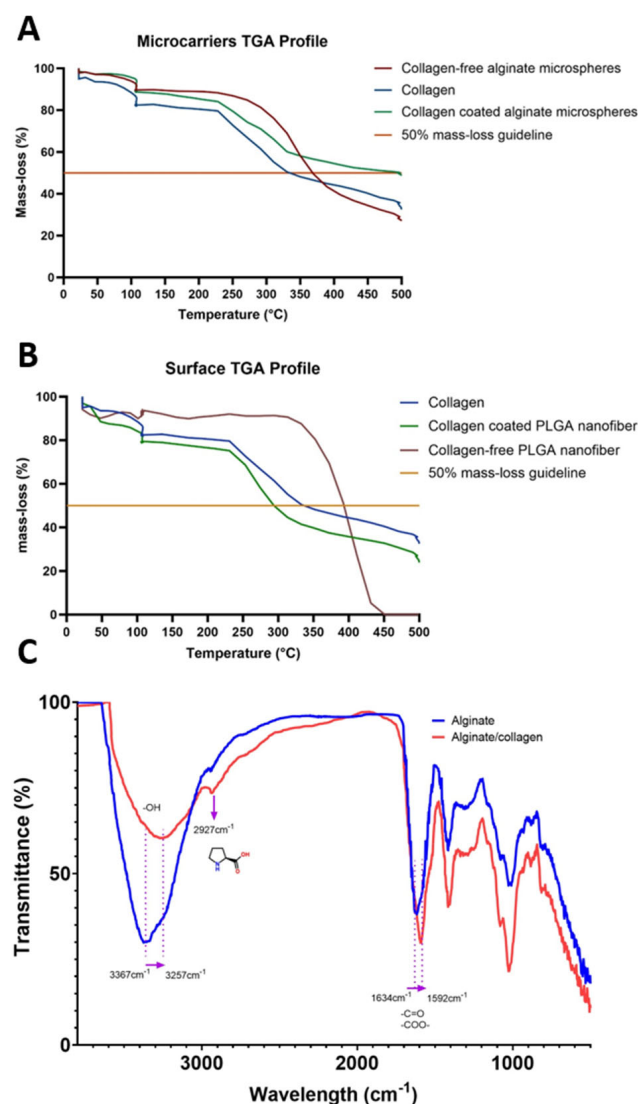 A
Microcarriers TGA Profile
Mass-loss (%)
100
80
60
40
20
0
0 50 100 150 200 250 300 350 400 450 500
Temperature (°C)
Collagen-free alginate microspheres
Collagen
Collagen coated alginate microspheres
50% mass-loss guideline
B
Surface TGA Profile
mass-loss (%)
100
80
60
40
20
0
0 50 100 150 200 250 300 350 400 450 500
Temperature (°C)
Collagen
Collagen coated PLGA nanofiber
Collagen-free PLGA nanofiber
50% mass-loss guideline
C
Transmittance (%)
100
50
0
3000 2000 1000
Wavelength (cm⁻¹)
Alginate
Alginate/collagen
-OH
2927cm⁻¹
OH
O
N
H
3367cm⁻¹ 3257cm⁻¹
1634cm⁻¹ 1592cm⁻¹
-C=O
-COO-